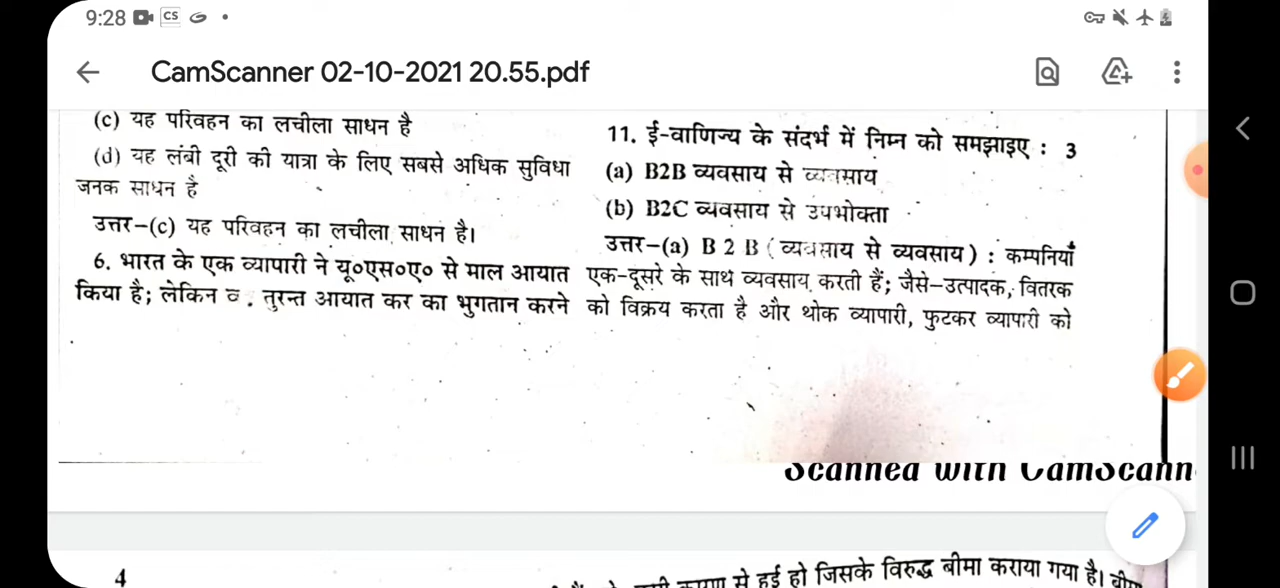 9:28 CS
CamScanner 02-10-2021 20.55.pdf
(c) यह परिवहन का लचीला साधन है
(d) यह लंबी दूरी की यात्रा के लिए सबसे अधिक सुविधा
जनक साधन है
उत्तर–(c) यह परिवहन का लचीला साधन है।
6. भारत के एक व्यापारी ने यू०एस०ए० से माल आयात
किया है; लेकिन तुरन्त आयात कर का भुगतान करने
11. ई-वाणिज्य के संदर्भ में निम्न को समझाइए : 3
(a) B2B व्यवसाय से व्यवसाय
(b) B2C व्यवसाय से उपभोक्ता
उत्तर–(a) B 2 B (व्यवसाय से व्यवसाय) : कम्पनियाँ
एक-दूसरे के साथ व्यवसाय करती हैं; जैसे–उत्पादक, वितरक
को विक्रय करता है और थोक व्यापारी, फुटकर व्यापारी को
Scanned with CamScann
4
से हुई हो जिसके विरुद्ध बीमा कराया गया है।